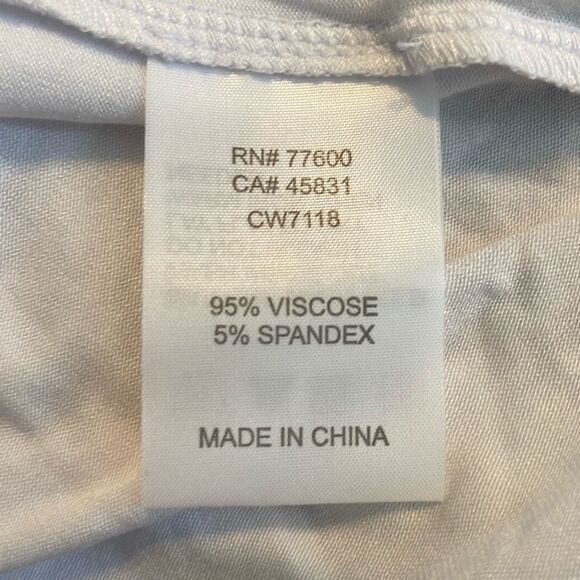 RN# 77600
CA# 45831
CW7118
95% VISCOSE
5% SPANDEX
MADE IN CHINA